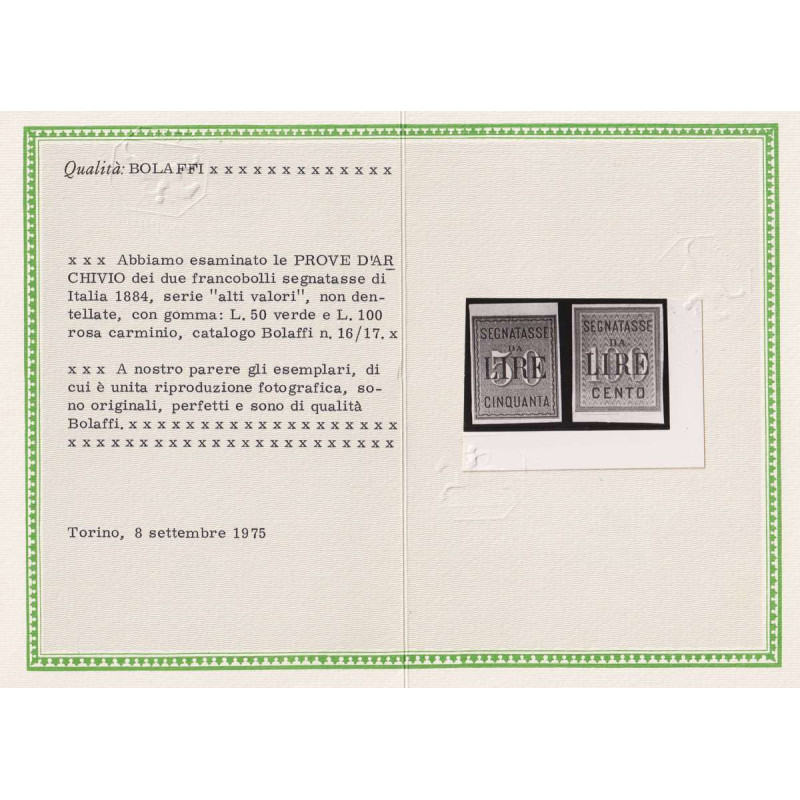 Qualità: BOLAFFI x x x x x x x x x x x x x
x x x Abbiamo esaminato le PROVE D'AR
CHIVIO dei due francobolli segnatasse di
Italia 1884, serie "alti valori", non den-
tellate, con gomma: L. 50 verde e L. 100
rosa carminio, catalogo Bolaffi n. 16/17. x
x x x A nostro parere gli esemplari, di
cui è unita riproduzione fotografica, so-
no originali, perfetti e sono di qualità
Bolaffi. x x x x x x x x x x x x x x x x x x x
x x x x x x x x x x x x x x x x x x x x x x x
Torino, 8 settembre 1975
SEGNATASSE
DA
50
LIRE
CINQUANTA
SEGNATASSE
DA
100
LIRE
CENTO